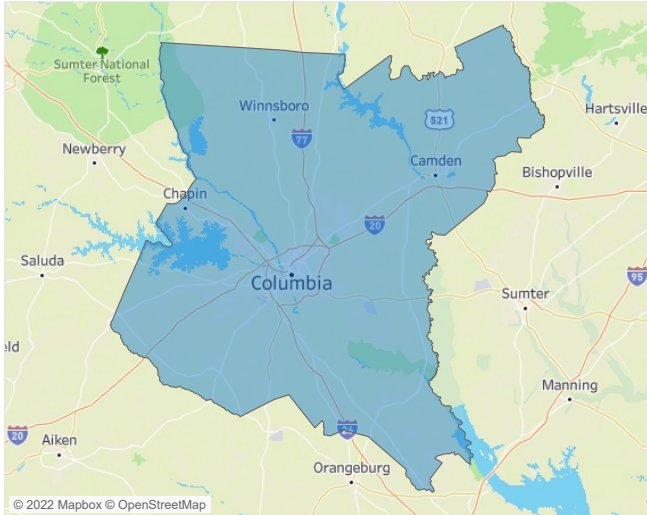 Sumter National
Forest
Winnsboro
77
521
Hartsville
Newberry
Camden
Bishopville
Chapin
20
Saluda
Columbia
95
Sumter
eld
Manning
20
26
Aiken
Orangeburg
© 2022 Mapbox © OpenStreetMap